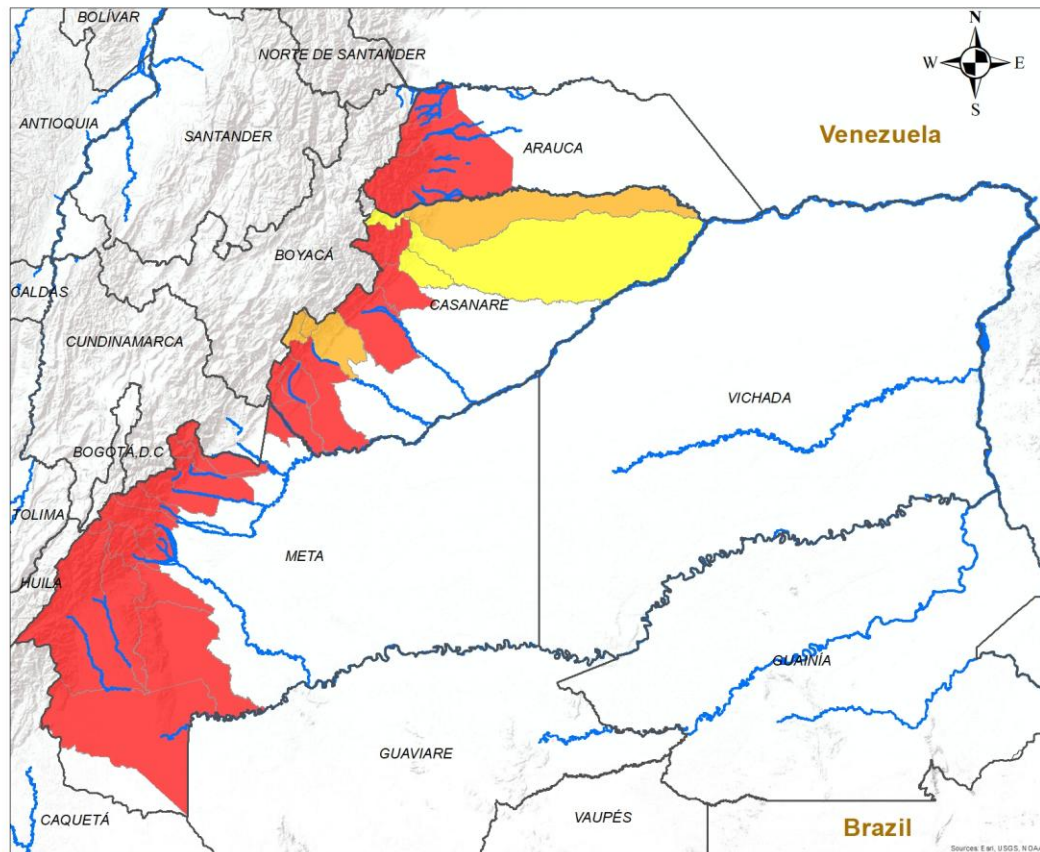 BOLÍVAR
N
NORTE DE SANTANDER
W
E
S
ANTIOQUIA
SANTANDER
Venezuela
ARAUCA
BOYACÁ
CALDAS
CASANARE
CUNDINAMARCA
VICHADA
BOGOTÁ,D.C
TOLIMA
META
HUILA
GUAINÍA
GUAVIARE
CAQUETÁ
VAUPÉS
Brazil
Sources: Esri, USGS, NOAA